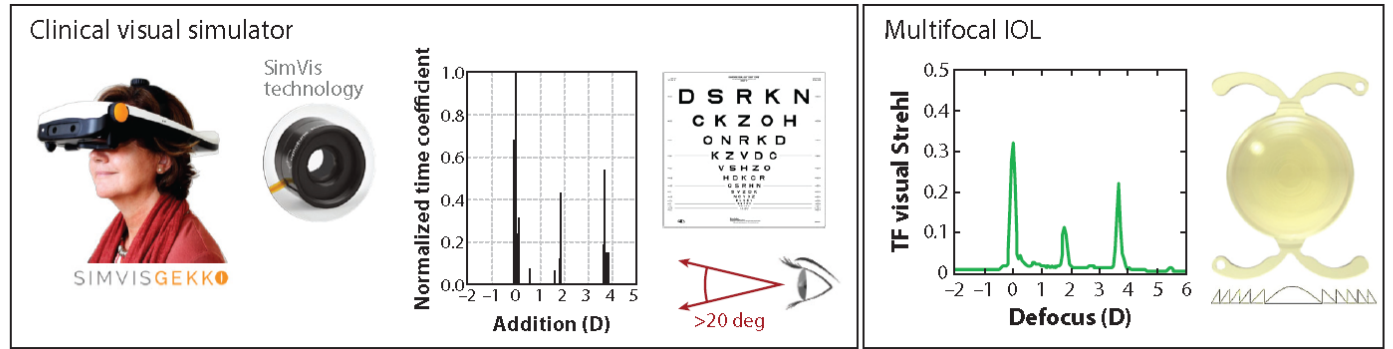 Clinical visual simulator
SimVis
technology
SIMVISGEKKO
Normalized time coefficient
1.0
0.8
0.6
0.4
0.2
0.0
–2 –1 0 1 2 3 4 5
Addition (D)
D S R K N
C K Z O H
O N R K D
K Z V D C
V S H Z O
H D K C R
>20 deg
Multifocal IOL
TF visual Strehl
0.5
0.4
0.3
0.2
0.1
0
–2 –1 0 1 2 3 4 5 6
Defocus (D)